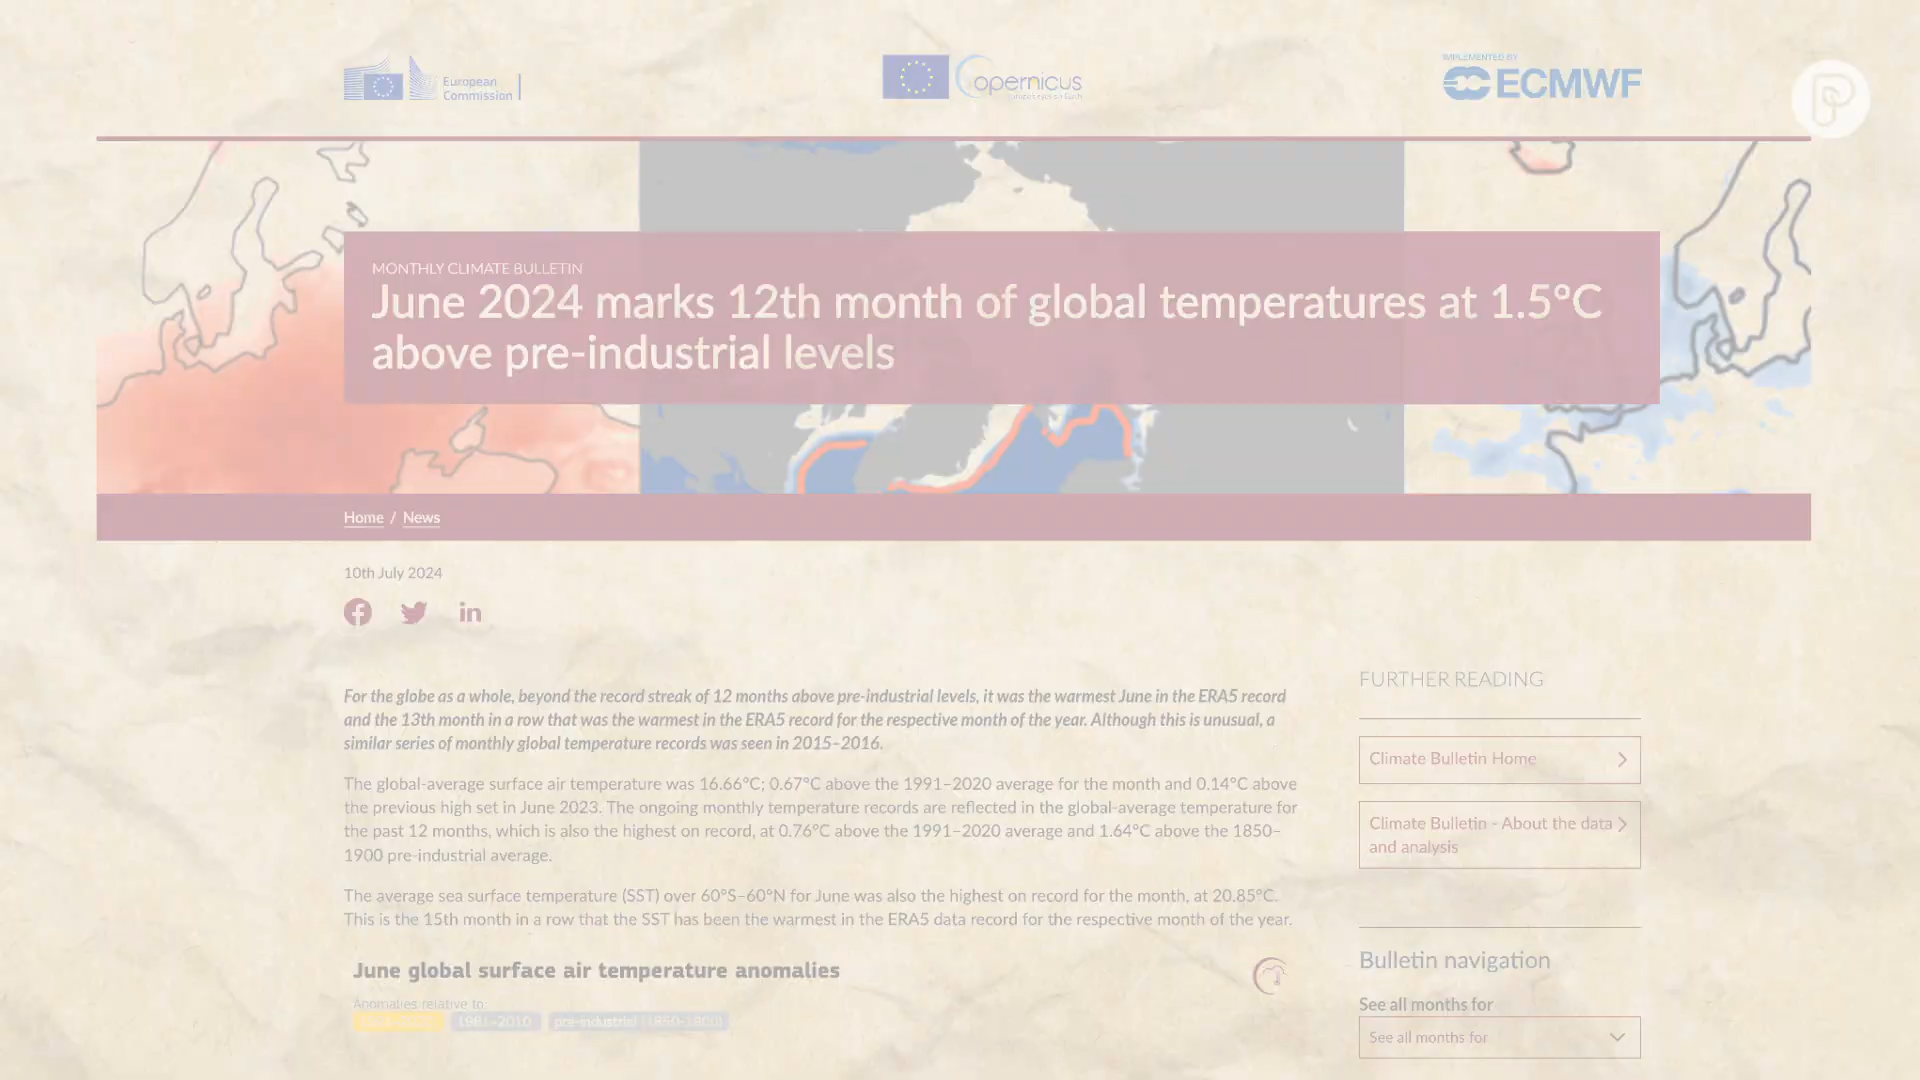 European
Commission
opernicus
Europe's eyes on Earth
IMPLEMENTED BY
ECMWF
MONTHLY CLIMATE BULLETIN
June 2024 marks 12th month of global temperatures at 1.5°C
above pre-industrial levels
Home / News
10th July 2024
For the globe as a whole, beyond the record streak of 12 months above pre-industrial levels, it was the warmest June in the ERA5 record
and the 13th month in a row that was the warmest in the ERA5 record for the respective month of the year. Although this is unusual, a
similar series of monthly global temperature records was seen in 2015–2016.
The global-average surface air temperature was 16.66°C; 0.67°C above the 1991–2020 average for the month and 0.14°C above
the previous high set in June 2023. The ongoing monthly temperature records are reflected in the global-average temperature for
the past 12 months, which is also the highest on record, at 0.76°C above the 1991–2020 average and 1.64°C above the 1850–
1900 pre-industrial average.
The average sea surface temperature (SST) over 60°S–60°N for June was also the highest on record for the month, at 20.85°C.
This is the 15th month in a row that the SST has been the warmest in the ERA5 data record for the respective month of the year.
June global surface air temperature anomalies
Anomalies relative to:
1981–2010 pre-industrial (1850-1900)
FURTHER READING
Climate Bulletin Home
Climate Bulletin - About the data
and analysis
Bulletin navigation
See all months for
See all months for